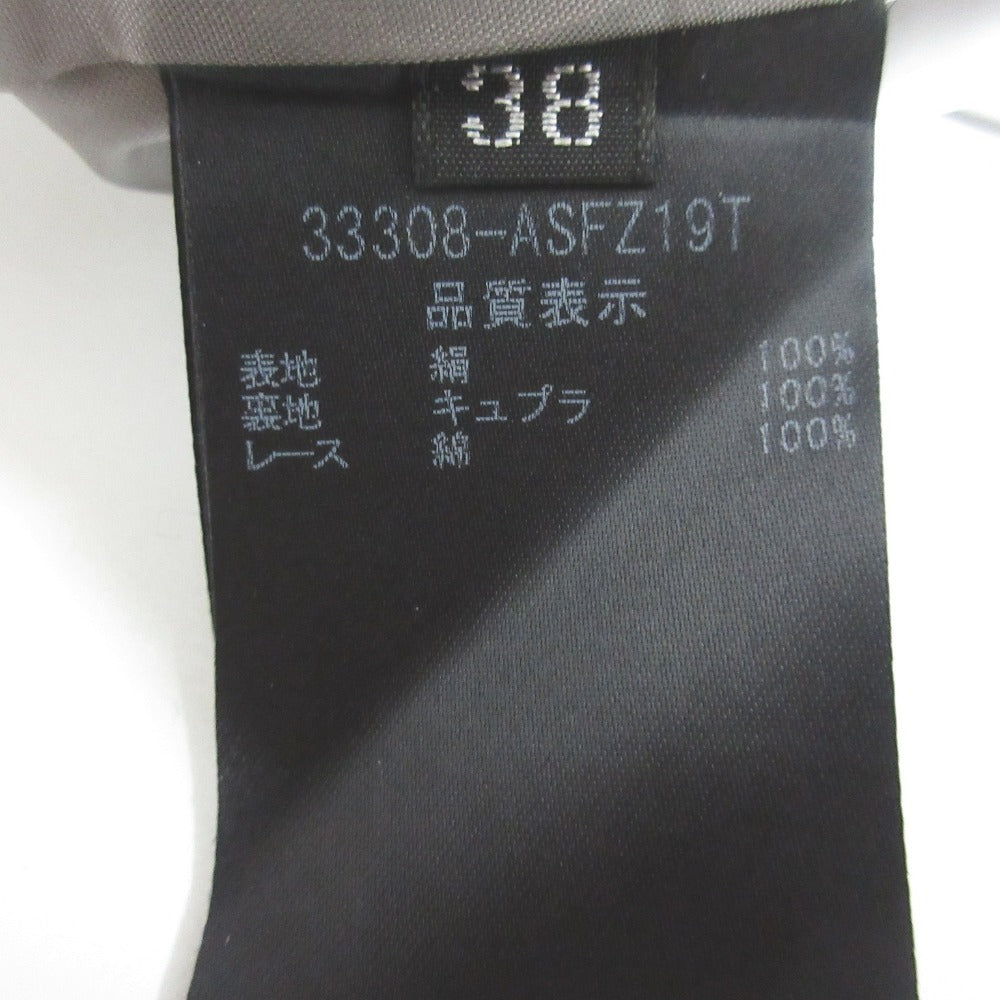 38
33308-ASFZ19T
品質表示
表地 絹 100%
裏地 キュプラ 100%
レース 綿 100%